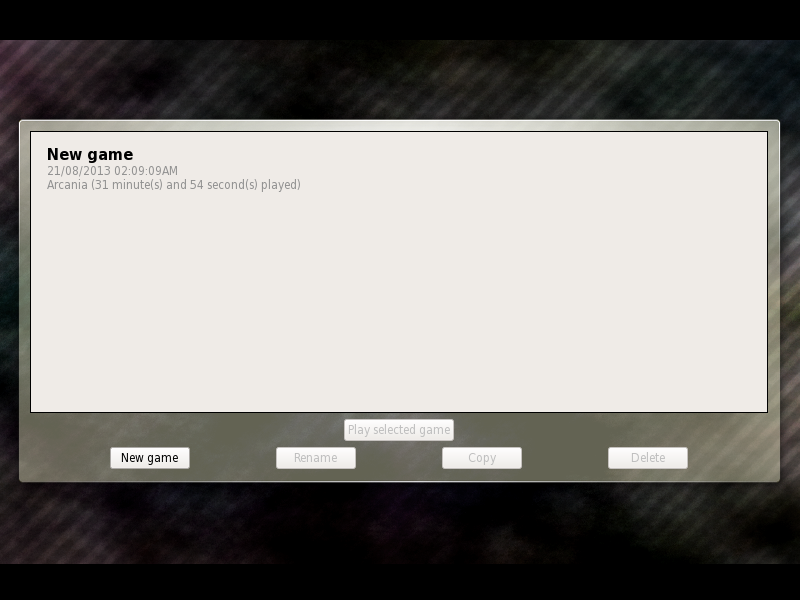 New game
21/08/2013 02:09:09AM
Arcania (31 minute(s) and 54 second(s) played)
Play selected game
New game
Rename
Copy
Delete